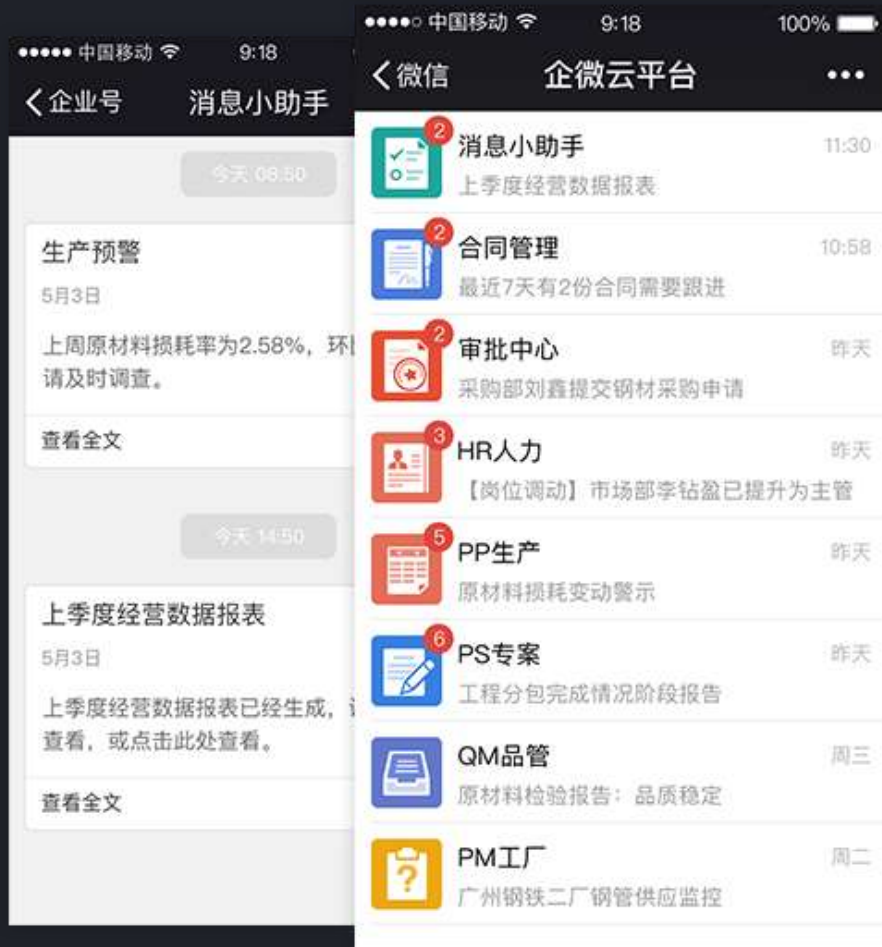 中国移动 9:18
企业号 消息小助手
今天 08:50
生产预警
5月3日
上周原材料损耗率为2.58%，环
请及时调查。
查看全文
今天 14:50
上季度经营数据报表
5月3日
上季度经营数据报表已经生成，
查看，或点击此处查看。
查看全文
中国移动 9:18 100%
微信 企微云平台
2 消息小助手 11:30
上季度经营数据报表
2 合同管理 10:58
最近7天有2份合同需要跟进
2 审批中心 昨天
采购部刘鑫提交钢材采购申请
3 HR人力 昨天
【岗位调动】市场部李钻盈已提升为主管
5 PP生产 昨天
原材料损耗变动警示
6 PS专案 昨天
工程分包完成情况阶段报告
QM品管 周三
原材料检验报告：品质稳定
PM工厂 周二
广州钢铁二厂钢管供应监控